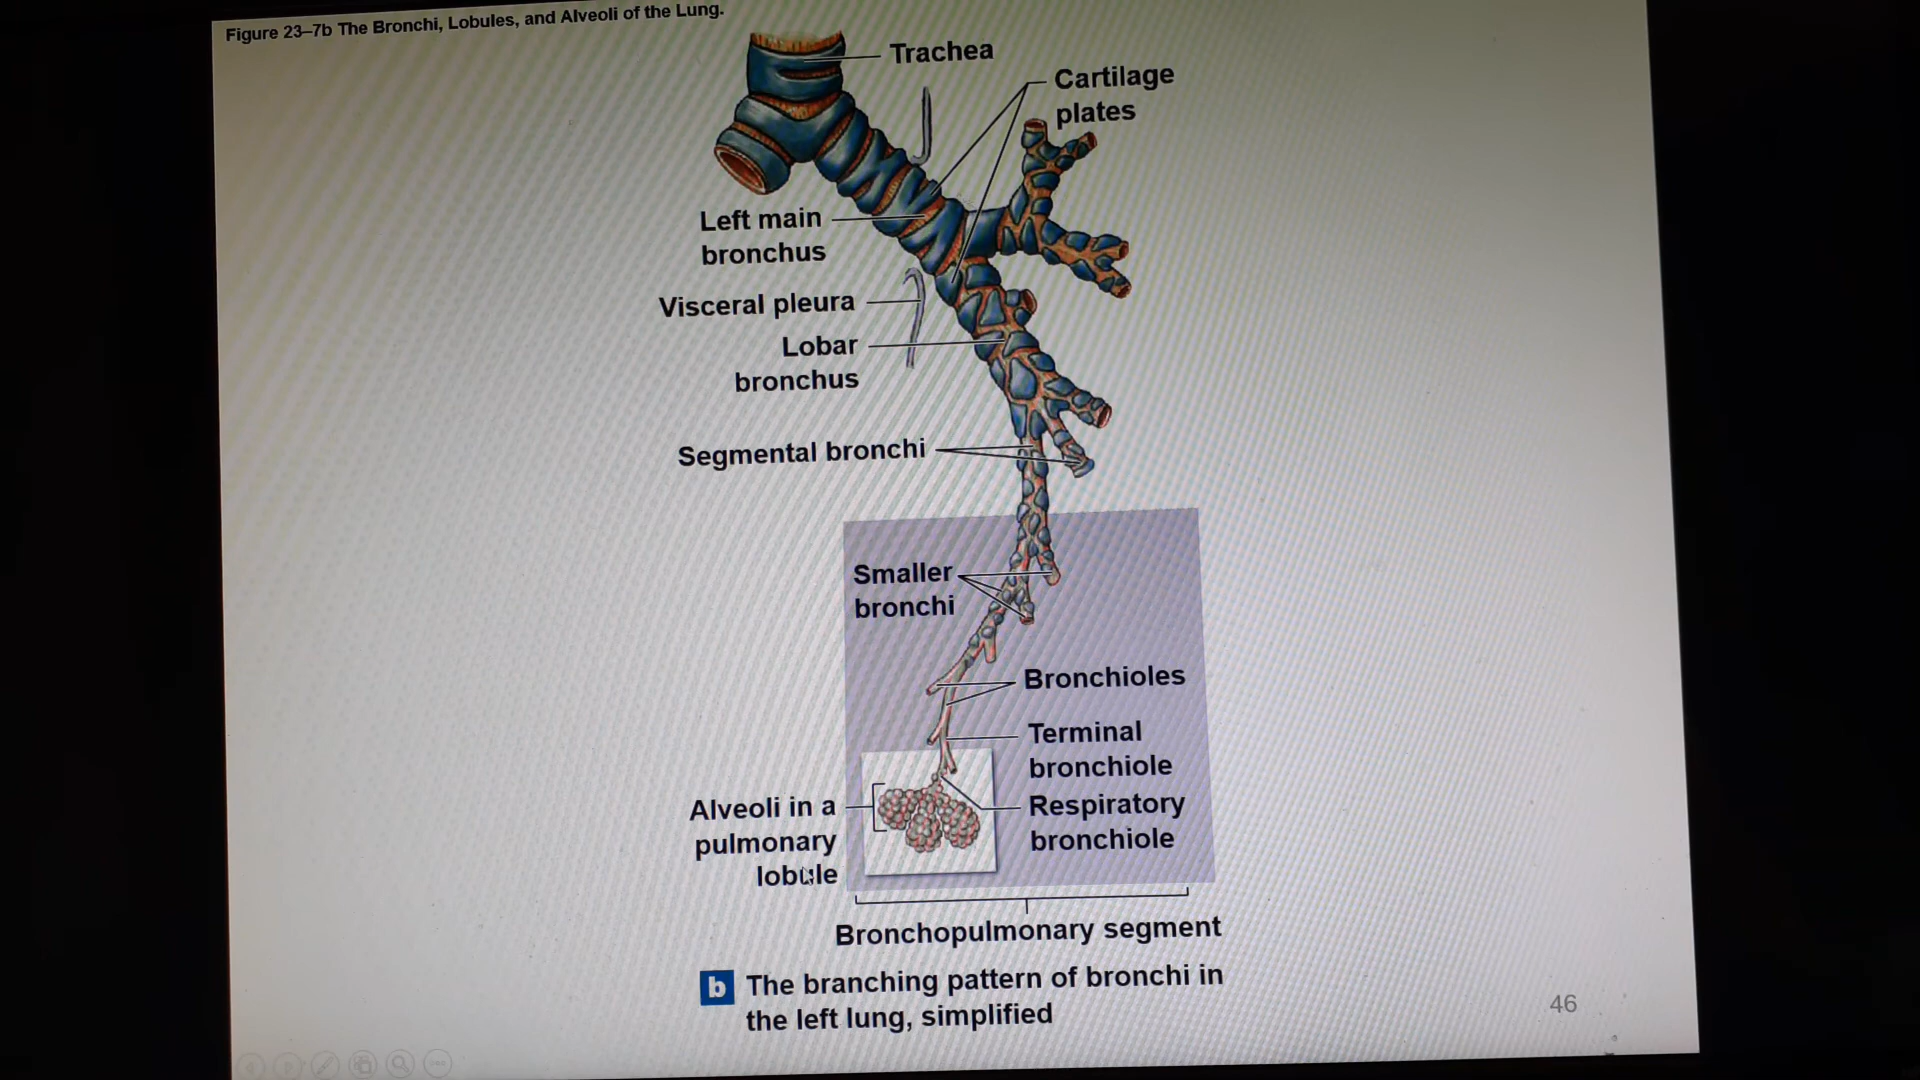 Figure 23–7b The Bronchi, Lobules, and Alveoli of the Lung.
Trachea
Cartilage
plates
Left main
bronchus
Visceral pleura
Lobar
bronchus
Segmental bronchi
Smaller
bronchi
Bronchioles
Terminal
bronchiole
Alveoli in a
pulmonary
lobule
Respiratory
bronchiole
Bronchopulmonary segment
b The branching pattern of bronchi in
the left lung, simplified
46